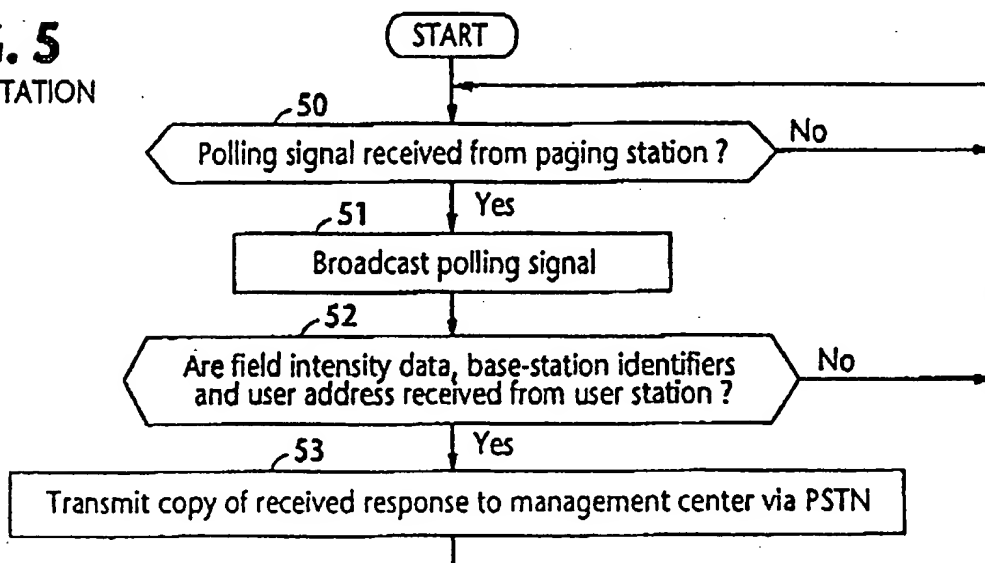 . 5
TATION
START
50
Polling signal received from paging station ?
No
Yes
51
Broadcast polling signal
52
Are field intensity data, base-station identifiers
and user address received from user station ?
No
Yes
53
Transmit copy of received response to management center via PSTN